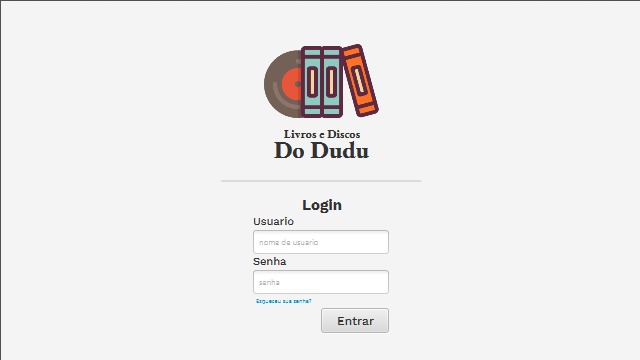 Livros e Discos
Do Dudu
Login
Usuario
nome de usuario
Senha
senha
Esqueceu sua senha?
Entrar